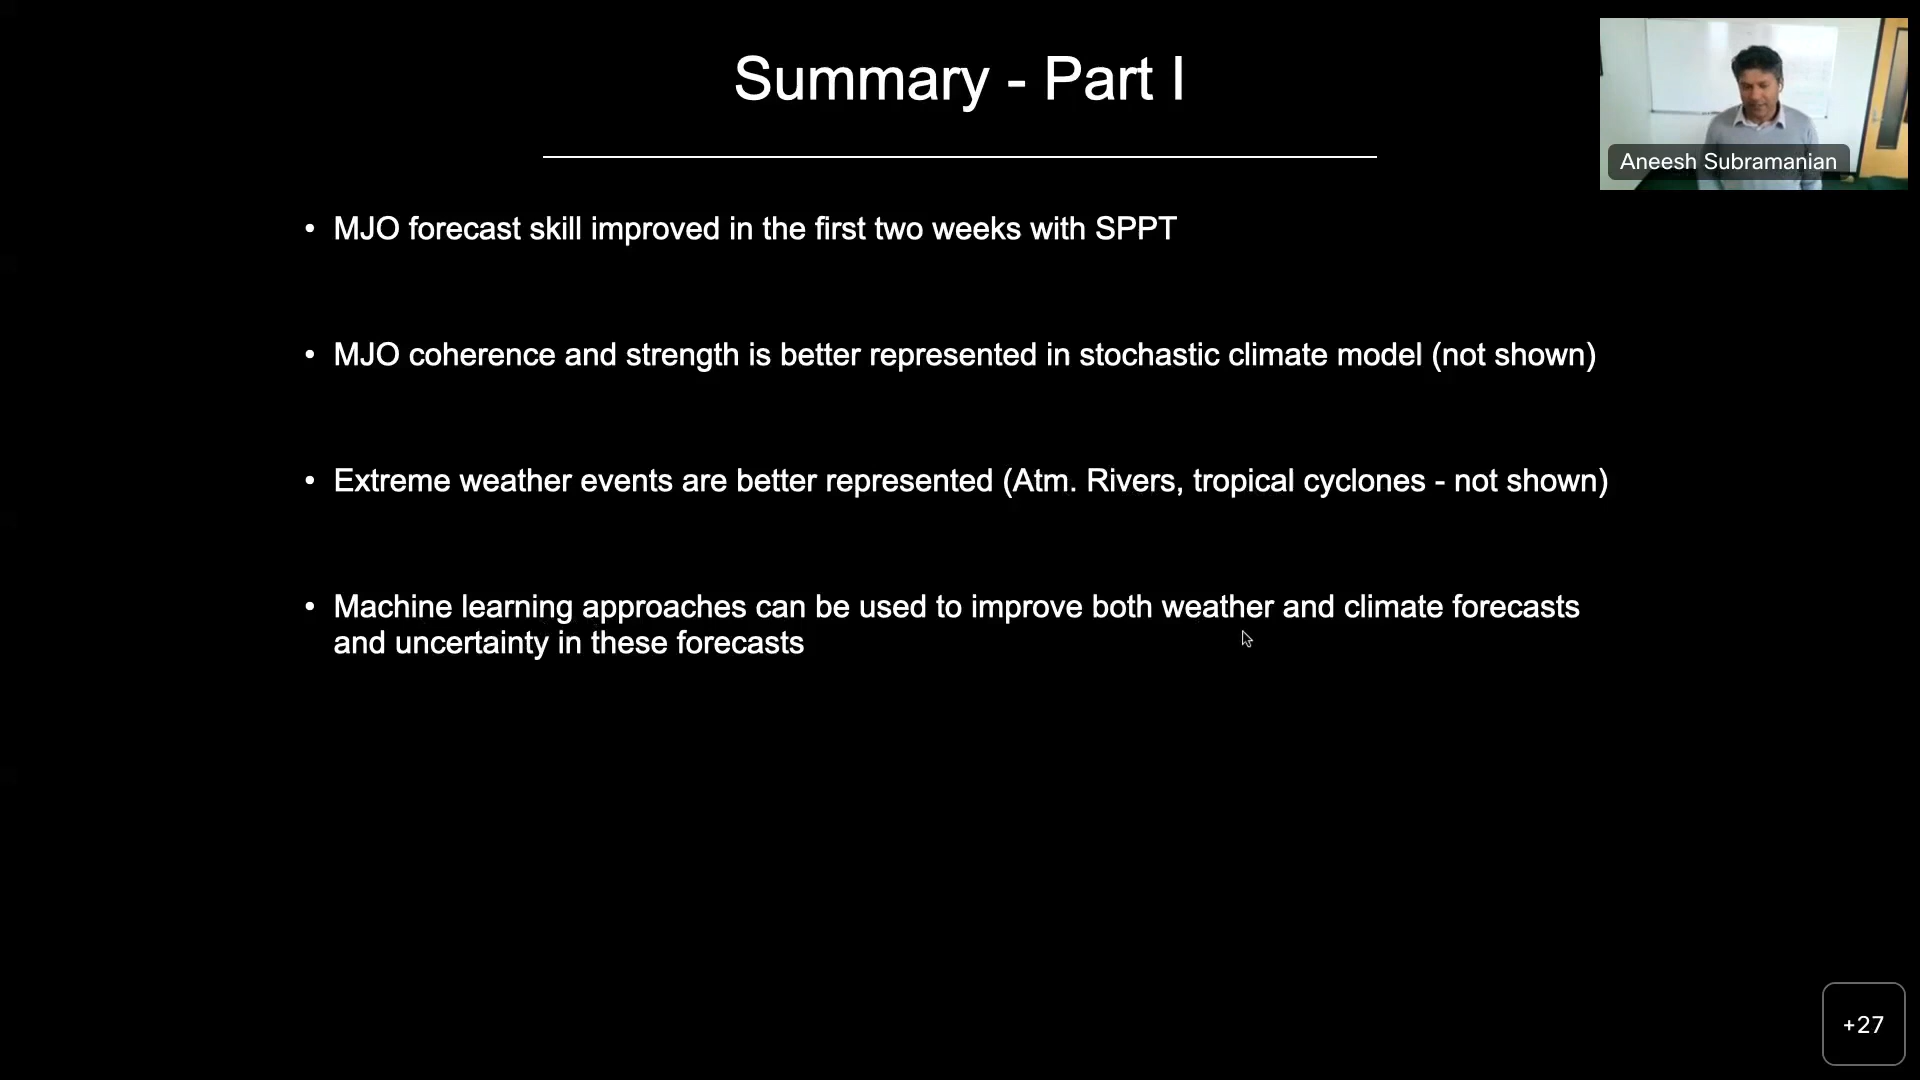 Summary - Part I
Aneesh Subramanian
• MJO forecast skill improved in the first two weeks with SPPT
• MJO coherence and strength is better represented in stochastic climate model (not shown)
• Extreme weather events are better represented (Atm. Rivers, tropical cyclones - not shown)
• Machine learning approaches can be used to improve both weather and climate forecasts
and uncertainty in these forecasts
+27